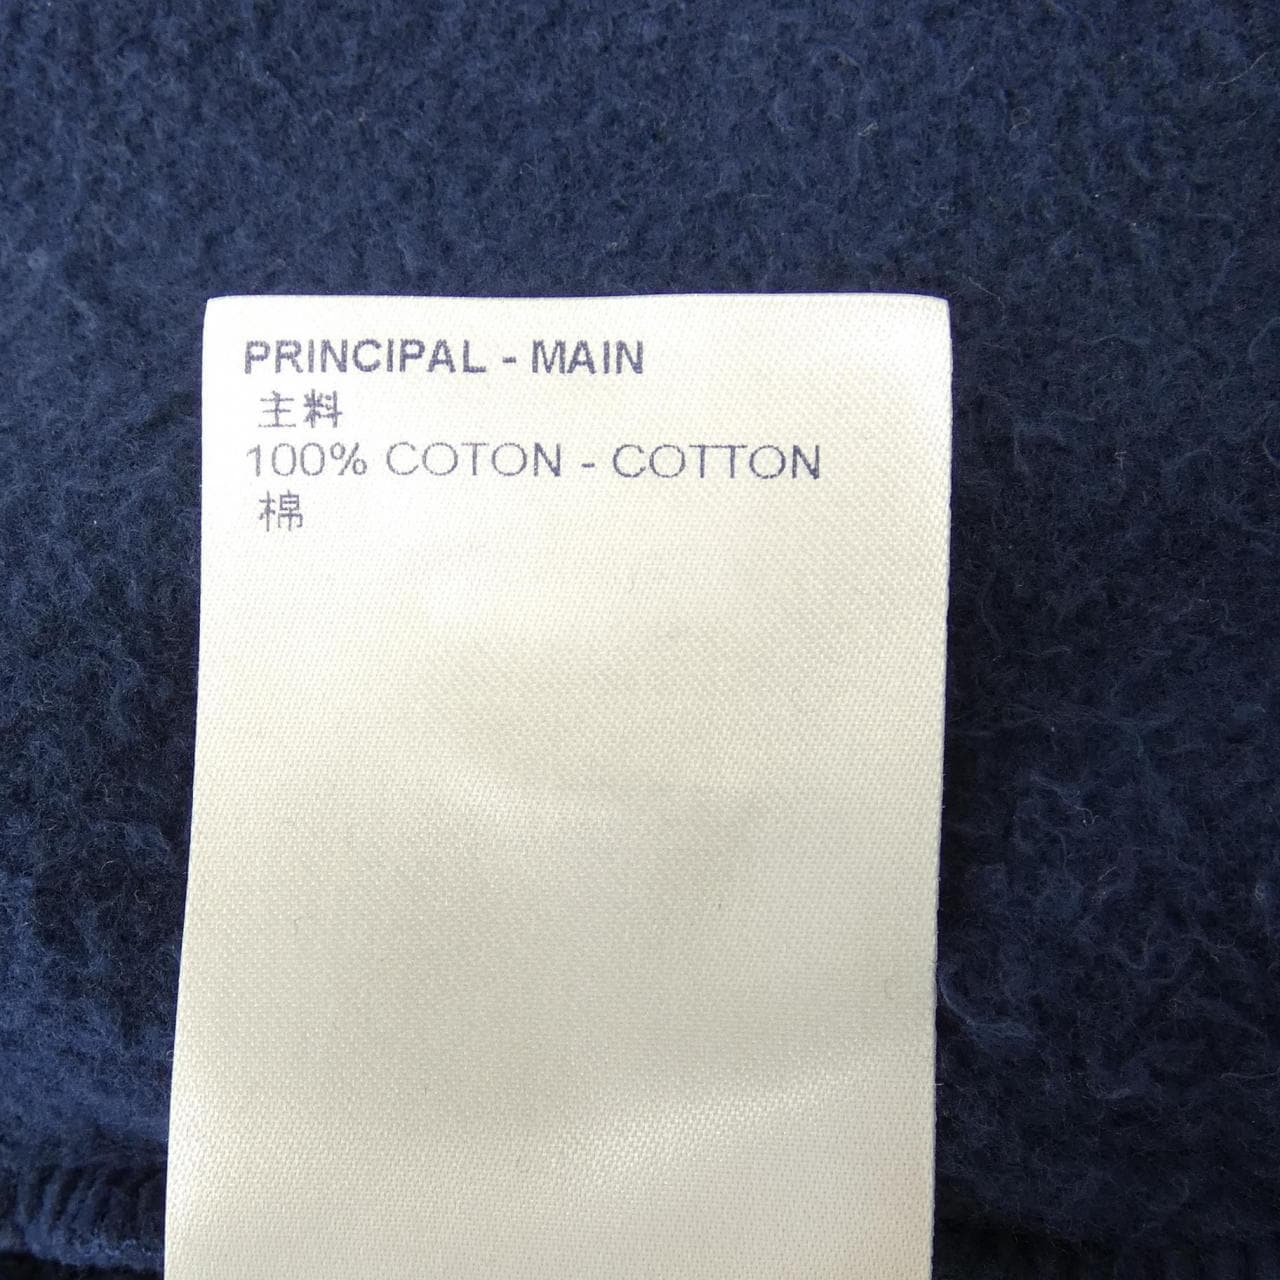 PRINCIPAL - MAIN
主料
100% COTON - COTTON
棉